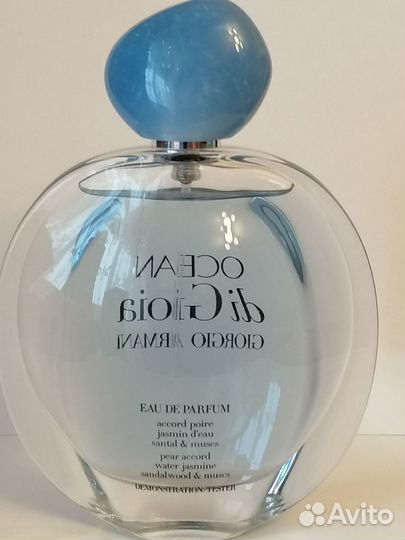 OCEAN
di Gioia
GIORGIO ARMANI
EAU DE PARFUM
accord poire
jasmin d'eau
santal & muscs
pear accord
water jasmine
sandalwood & muscs
DEMONSTRATION/TESTER
Avito